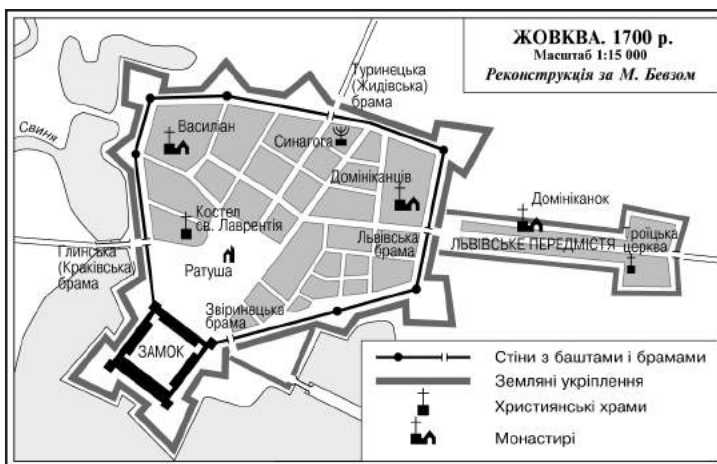 ЖОВКВА. 1700 р.
Масштаб 1:15 000
Реконструкція за М. Бевзом
Туринецька
(Жидівська)
брама
Свиня
Василіан
Синагога
Домініканців
Домініканок
Костел
св. Лаврентія
Львівська
брама
ЛЬВІВСЬКЕ ПЕРЕДМІСТЯ
Троїцька
церква
Глинська
(Краківська)
брама
Ратуша
Звіринецька
брама
ЗАМОК
Стіни з баштами і брамами
Земляні укріплення
Християнські храми
Монастирі